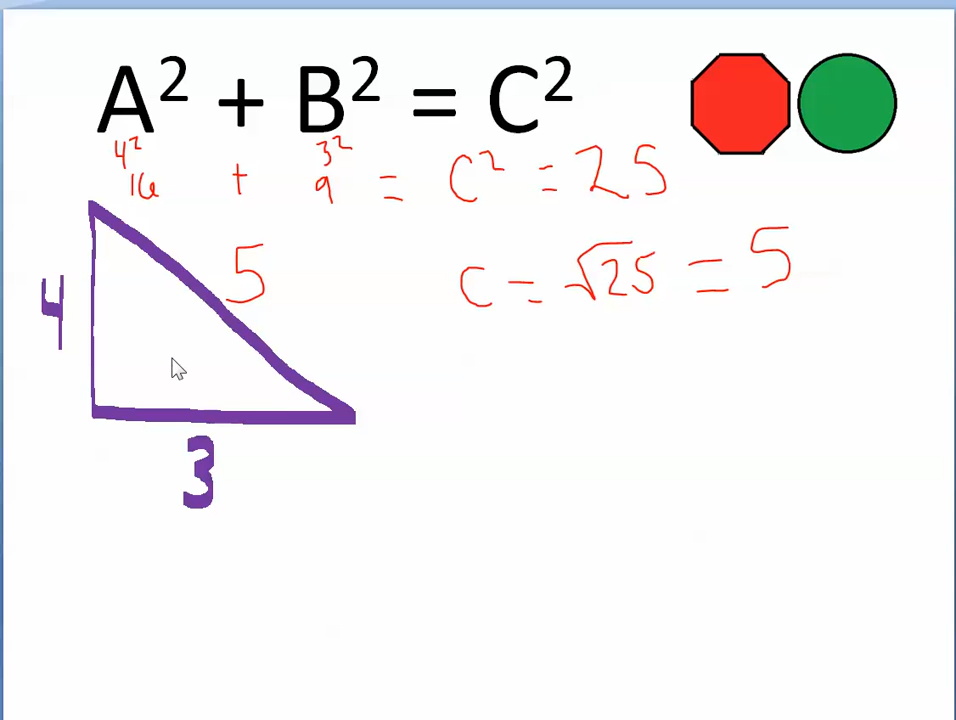 A² + B² = C²
4² 3²
16 + 9 = C² = 25
5
C = √25 = 5
4
3